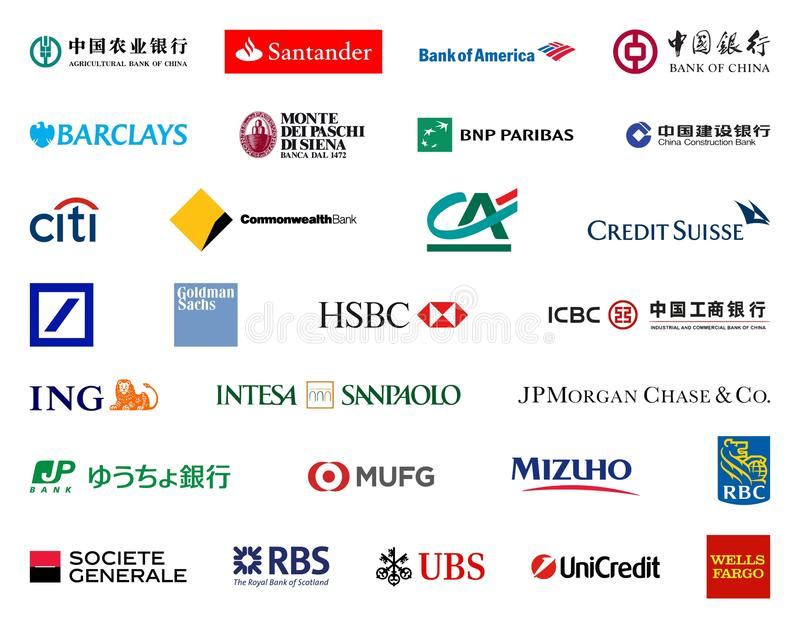 中国农业银行
AGRICULTURAL BANK OF CHINA
Santander
Bank of America
中国銀行
BANK OF CHINA
BARCLAYS
MONTE
DEI PASCHI
DI SIENA
BANCA DAL 1472
BNP PARIBAS
中国建设银行
China Construction Bank
citi
CommonwealthBank
CA
CREDIT SUISSE
Goldman
Sachs
HSBC
ICBC
中国工商银行
INDUSTRIAL AND COMMERCIAL BANK OF CHINA
dreamstime
ING
INTESA SANPAOLO
JPMORGAN CHASE & CO.
JP
BANK
ゆうちょ銀行
MUFG
MIZUHO
RBC
SOCIETE
GENERALE
RBS
The Royal Bank of Scotland
UBS
UniCredit
WELLS
FARGO